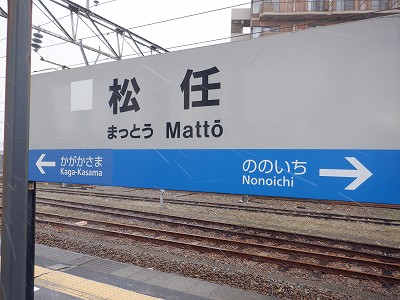 松任
まっとう Mattō
← かがかさま
Kaga-Kasama
ののいち →
Nonoichi